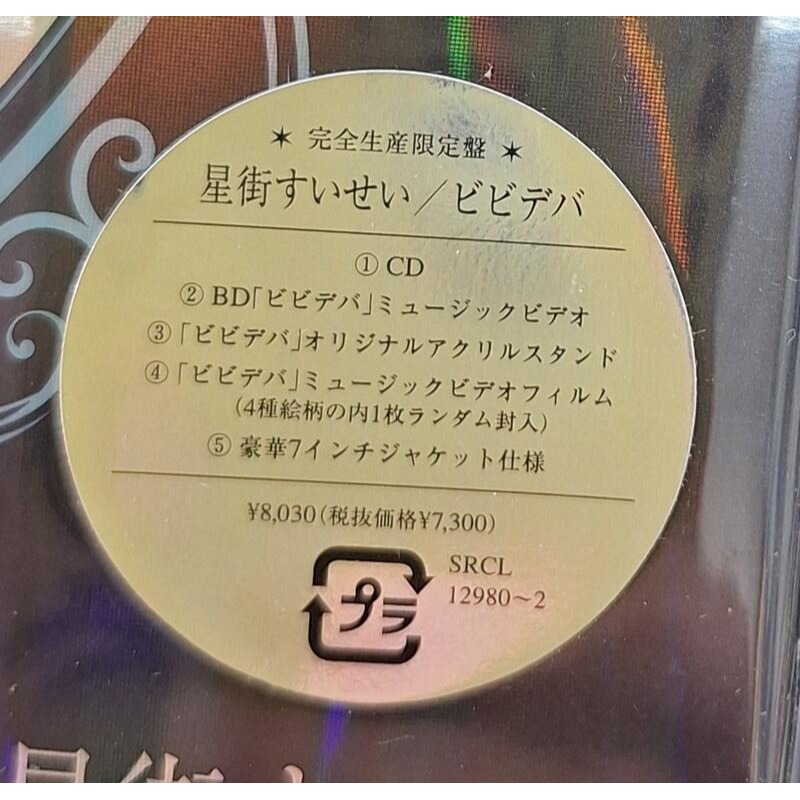 ✶ 完全生産限定盤 ✶
星街すいせい／ビビデバ
① CD
② BD「ビビデバ」ミュージックビデオ
③「ビビデバ」オリジナルアクリルスタンド
④「ビビデバ」ミュージックビデオフィルム
(4種絵柄の内1枚ランダム封入)
⑤ 豪華7インチジャケット仕様
¥8,030(税抜価格¥7,300)
プラ
SRCL
12980〜2